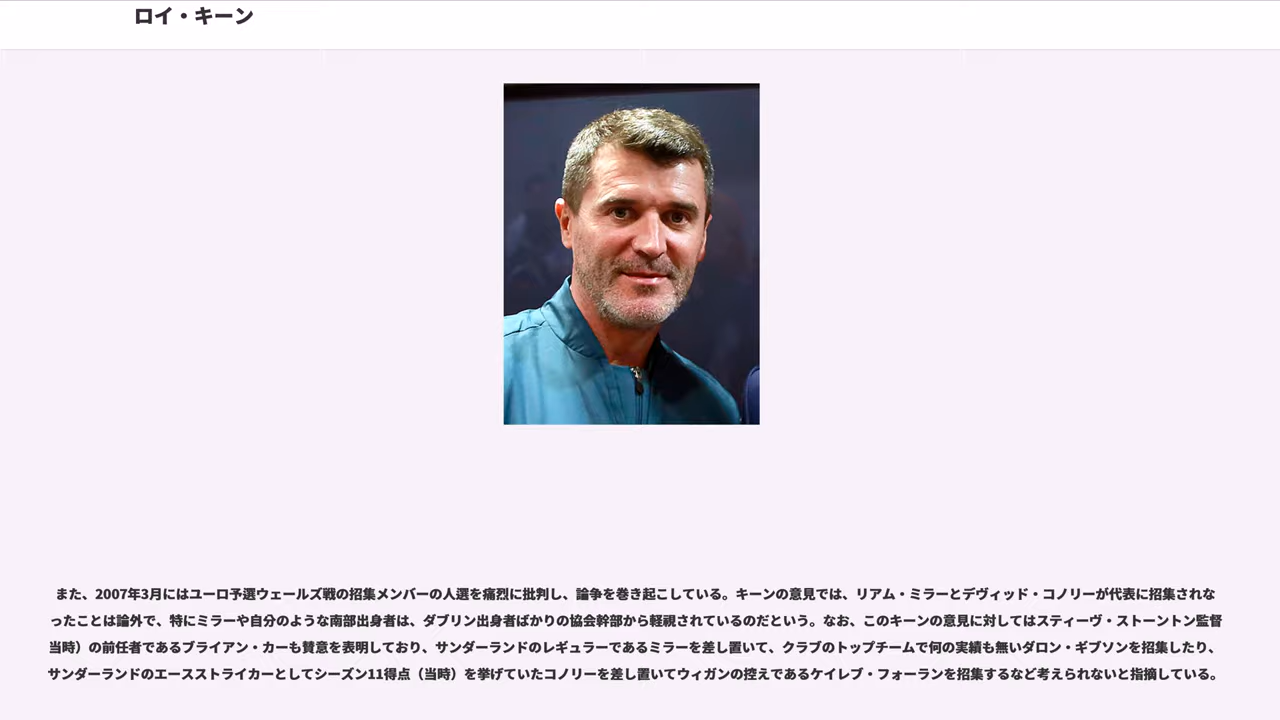 ロイ・キーン
また、2007年3月にはユーロ予選ウェールズ戦の招集メンバーの人選を痛烈に批判し、論争を巻き起こしている。キーンの意見では、リアム・ミラーとデヴィッド・コノリーが代表に招集されな
ったことは論外で、特にミラーや自分のような南部出身者は、ダブリン出身者ばかりの協会幹部から軽視されているのだという。なお、このキーンの意見に対してはスティーヴ・ストーントン監督
当時）の前任者であるブライアン・カーも賛意を表明しており、サンダーランドのレギュラーであるミラーを差し置いて、クラブのトップチームで何の実績も無いダロン・ギブソンを招集したり、
サンダーランドのエースストライカーとしてシーズン11得点（当時）を挙げていたコノリーを差し置いてウィガンの控えであるケイレブ・フォーランを招集するなど考えられないと指摘している。